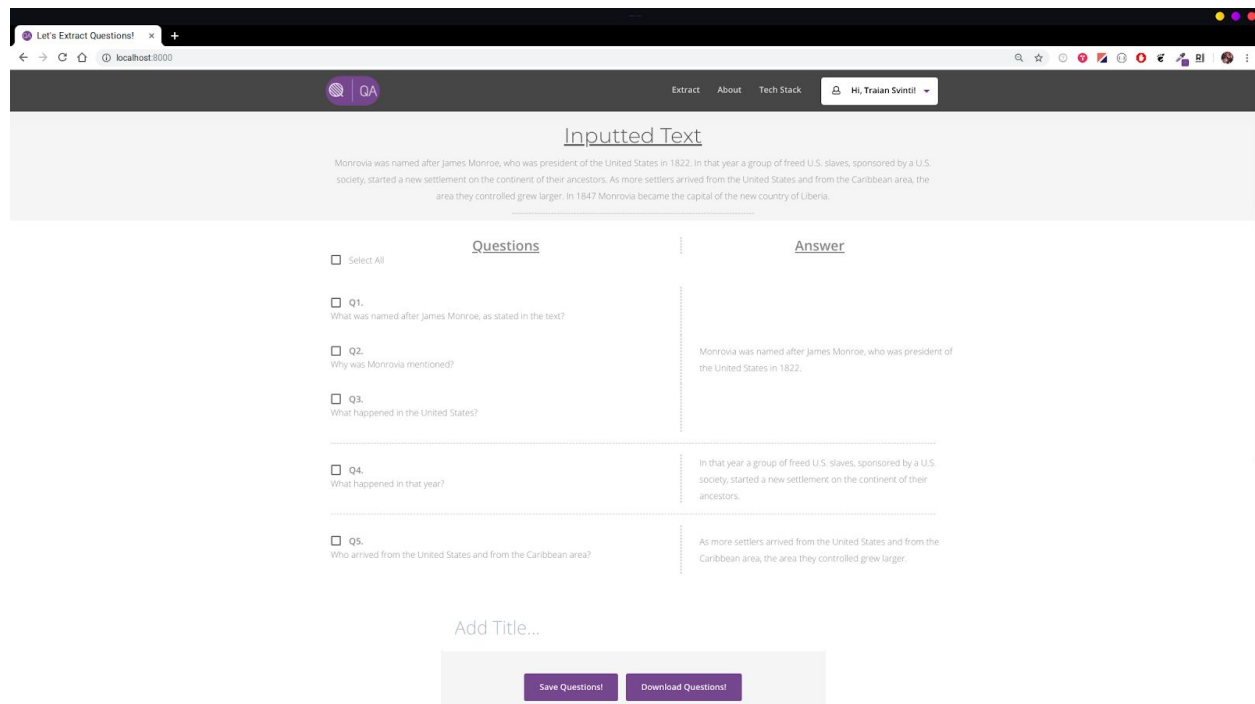 Let's Extract Questions!
localhost:8000
QA
Extract About Tech Stack Hi, Traian Svinti!
Inputted Text
Monrovia was named after James Monroe, who was president of the United States in 1822. In that year a group of freed U.S. slaves, sponsored by a U.S.
society, started a new settlement on the continent of their ancestors. As more settlers arrived from the United States and from the Caribbean area, the
area they controlled grew larger. In 1847 Monrovia became the capital of the new country of Liberia.
Questions
Answer
Select All
Q1.
What was named after James Monroe, as stated in the text?
Q2.
Why was Monrovia mentioned?
Q3.
What happened in the United States?
Monrovia was named after James Monroe, who was president of
the United States in 1822.
Q4.
What happened in that year?
In that year a group of freed U.S. slaves, sponsored by a U.S.
society, started a new settlement on the continent of their
ancestors.
Q5.
Who arrived from the United States and from the Caribbean area?
As more settlers arrived from the United States and from the
Caribbean area, the area they controlled grew larger.
Add Title...
Save Questions!
Download Questions!